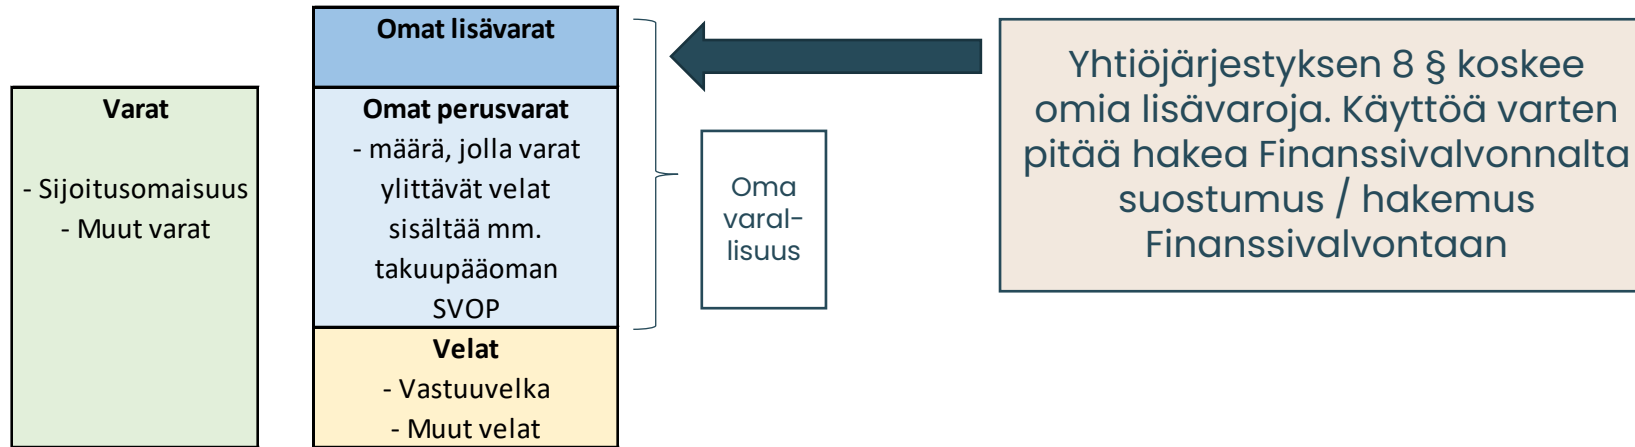 Varat
- Sijoitusomaisuus
- Muut varat
Omat lisävarat
Omat perusvarat
- määrä, jolla varat
ylittävät velat
sisältää mm.
takuupääoman
SVOP
Velat
- Vastuuvelka
- Muut velat
Oma
varal-
lisuus
Yhtiöjärjestyksen 8 § koskee
omia lisävaroja. Käyttöä varten
pitää hakea Finanssivalvonnalta
suostumus / hakemus
Finanssivalvontaan